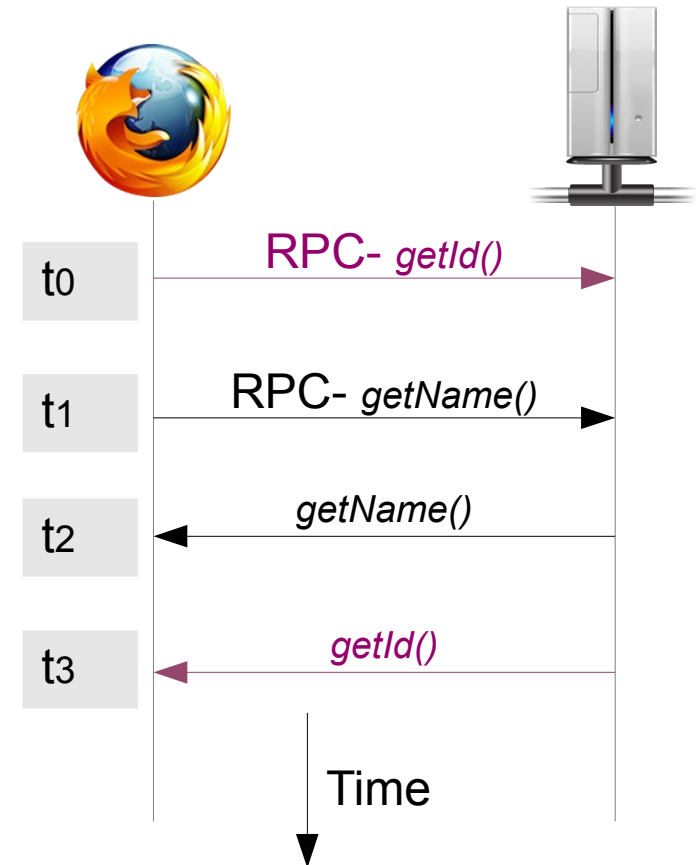 t0
RPC- getId()
t1
RPC- getName()
t2
getName()
t3
getId()
Time